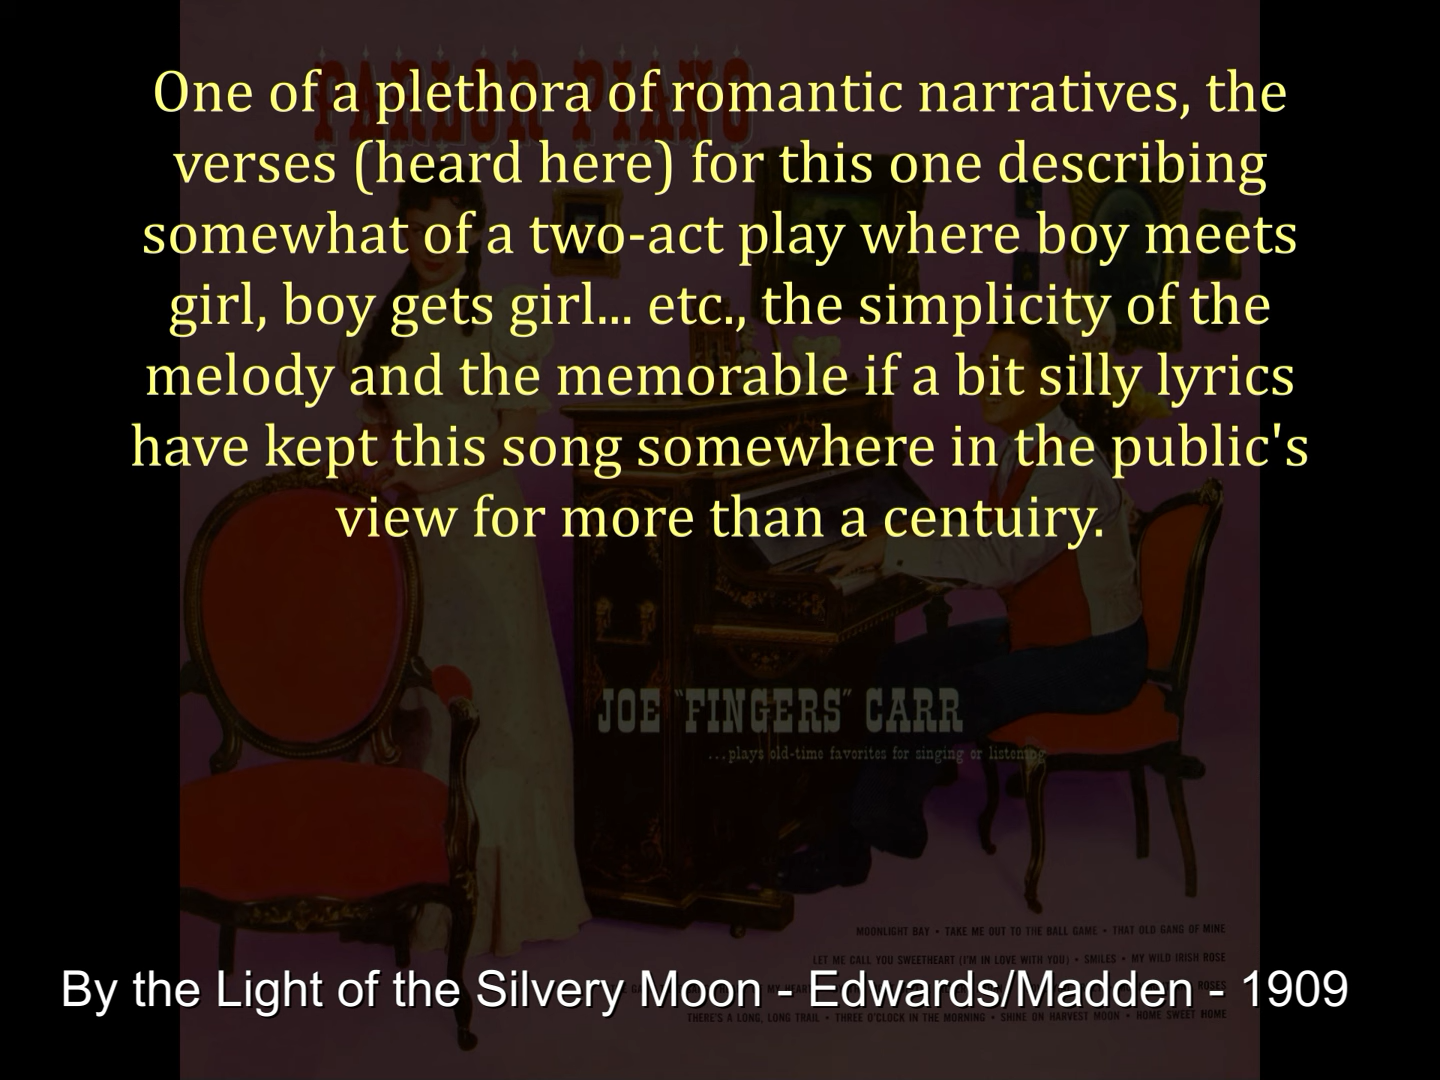 PARLOR PIANO
One of a plethora of romantic narratives, the
verses (heard here) for this one describing
somewhat of a two-act play where boy meets
girl, boy gets girl... etc., the simplicity of the
melody and the memorable if a bit silly lyrics
have kept this song somewhere in the public's
view for more than a centuiry.
JOE "FINGERS" CARR
...plays old-time favorites for singing or listening
MOONLIGHT BAY • TAKE ME OUT TO THE BALL GAME • THAT OLD GANG OF MINE
LET ME CALL YOU SWEETHEART (I'M IN LOVE WITH YOU) • SMILES • MY WILD IRISH ROSE
ROSES
By the Light of the Silvery Moon - Edwards/Madden - 1909
THERE'S A LONG, LONG TRAIL • THREE O'CLOCK IN THE MORNING • SHINE ON HARVEST MOON • HOME SWEET HOME